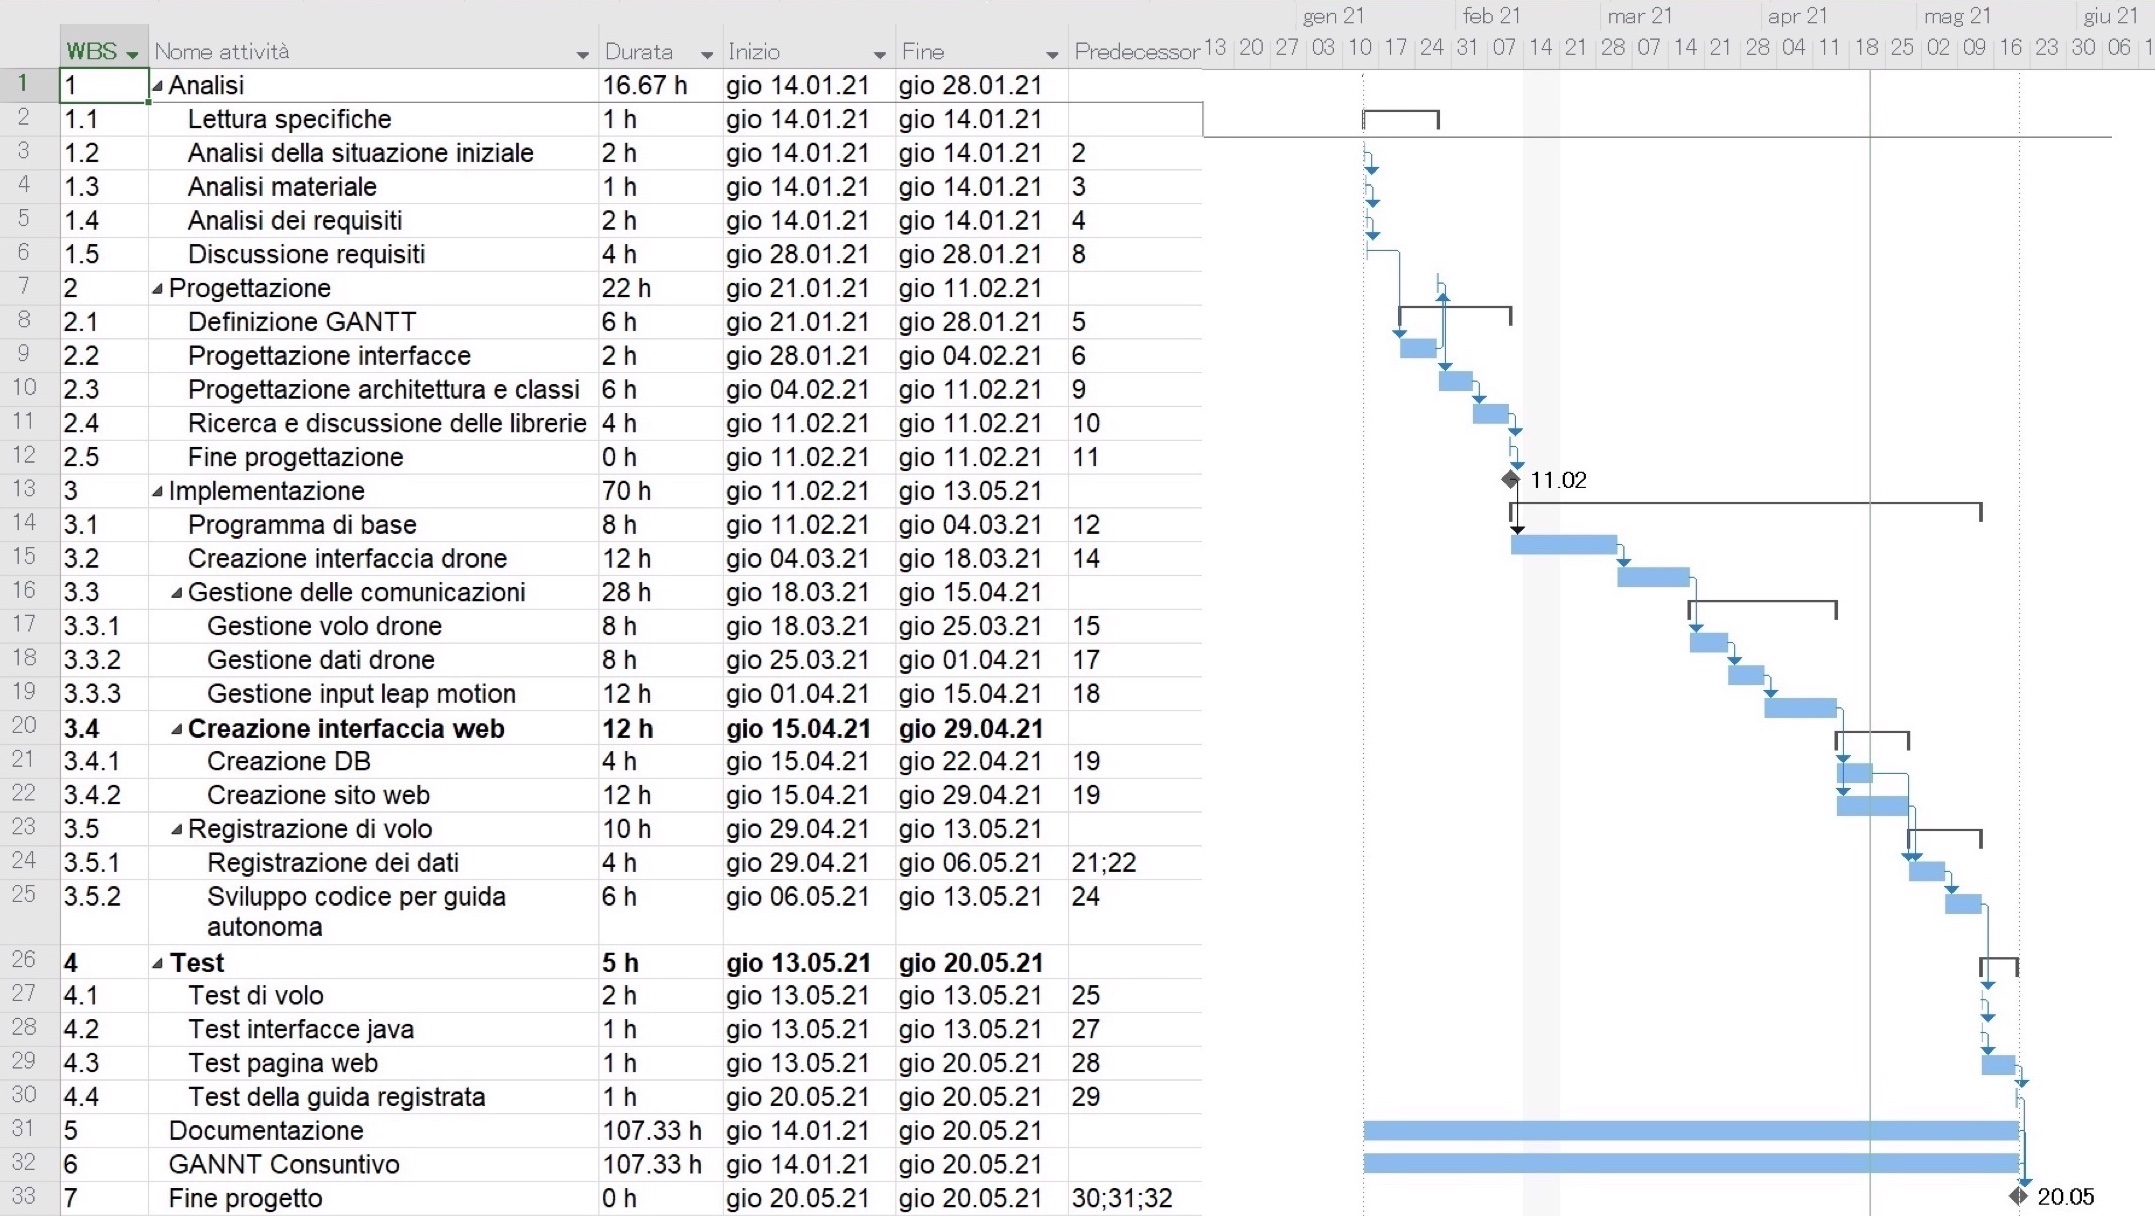 gen 21 feb 21 mar 21 apr 21 mag 21 giu 21
WBS Nome attività Durata Inizio Fine Predecessor 13 20 27 03 10 17 24 31 07 14 21 28 07 14 21 28 04 11 18 25 02 09 16 23 30 06 1
1 1 Analisi 16.67 h gio 14.01.21 gio 28.01.21
2 1.1 Lettura specifiche 1 h gio 14.01.21 gio 14.01.21
3 1.2 Analisi della situazione iniziale 2 h gio 14.01.21 gio 14.01.21 2
4 1.3 Analisi materiale 1 h gio 14.01.21 gio 14.01.21 3
5 1.4 Analisi dei requisiti 2 h gio 14.01.21 gio 14.01.21 4
6 1.5 Discussione requisiti 4 h gio 28.01.21 gio 28.01.21 8
7 2 Progettazione 22 h gio 21.01.21 gio 11.02.21
8 2.1 Definizione GANTT 6 h gio 21.01.21 gio 28.01.21 5
9 2.2 Progettazione interfacce 2 h gio 28.01.21 gio 04.02.21 6
10 2.3 Progettazione architettura e classi 6 h gio 04.02.21 gio 11.02.21 9
11 2.4 Ricerca e discussione delle librerie 4 h gio 11.02.21 gio 11.02.21 10
12 2.5 Fine progettazione 0 h gio 11.02.21 gio 11.02.21 11
11.02
13 3 Implementazione 70 h gio 11.02.21 gio 13.05.21
14 3.1 Programma di base 8 h gio 11.02.21 gio 04.03.21 12
15 3.2 Creazione interfaccia drone 12 h gio 04.03.21 gio 18.03.21 14
16 3.3 Gestione delle comunicazioni 28 h gio 18.03.21 gio 15.04.21
17 3.3.1 Gestione volo drone 8 h gio 18.03.21 gio 25.03.21 15
18 3.3.2 Gestione dati drone 8 h gio 25.03.21 gio 01.04.21 17
19 3.3.3 Gestione input leap motion 12 h gio 01.04.21 gio 15.04.21 18
20 3.4 Creazione interfaccia web 12 h gio 15.04.21 gio 29.04.21
21 3.4.1 Creazione DB 4 h gio 15.04.21 gio 22.04.21 19
22 3.4.2 Creazione sito web 12 h gio 15.04.21 gio 29.04.21 19
23 3.5 Registrazione di volo 10 h gio 29.04.21 gio 13.05.21
24 3.5.1 Registrazione dei dati 4 h gio 29.04.21 gio 06.05.21 21;22
25 3.5.2 Sviluppo codice per guida 6 h gio 06.05.21 gio 13.05.21 24
autonoma
26 4 Test 5 h gio 13.05.21 gio 20.05.21
27 4.1 Test di volo 2 h gio 13.05.21 gio 13.05.21 25
28 4.2 Test interfacce java 1 h gio 13.05.21 gio 13.05.21 27
29 4.3 Test pagina web 1 h gio 13.05.21 gio 20.05.21 28
30 4.4 Test della guida registrata 1 h gio 20.05.21 gio 20.05.21 29
31 5 Documentazione 107.33 h gio 14.01.21 gio 20.05.21
32 6 GANNT Consuntivo 107.33 h gio 14.01.21 gio 20.05.21
33 7 Fine progetto 0 h gio 20.05.21 gio 20.05.21 30;31;32 20.05